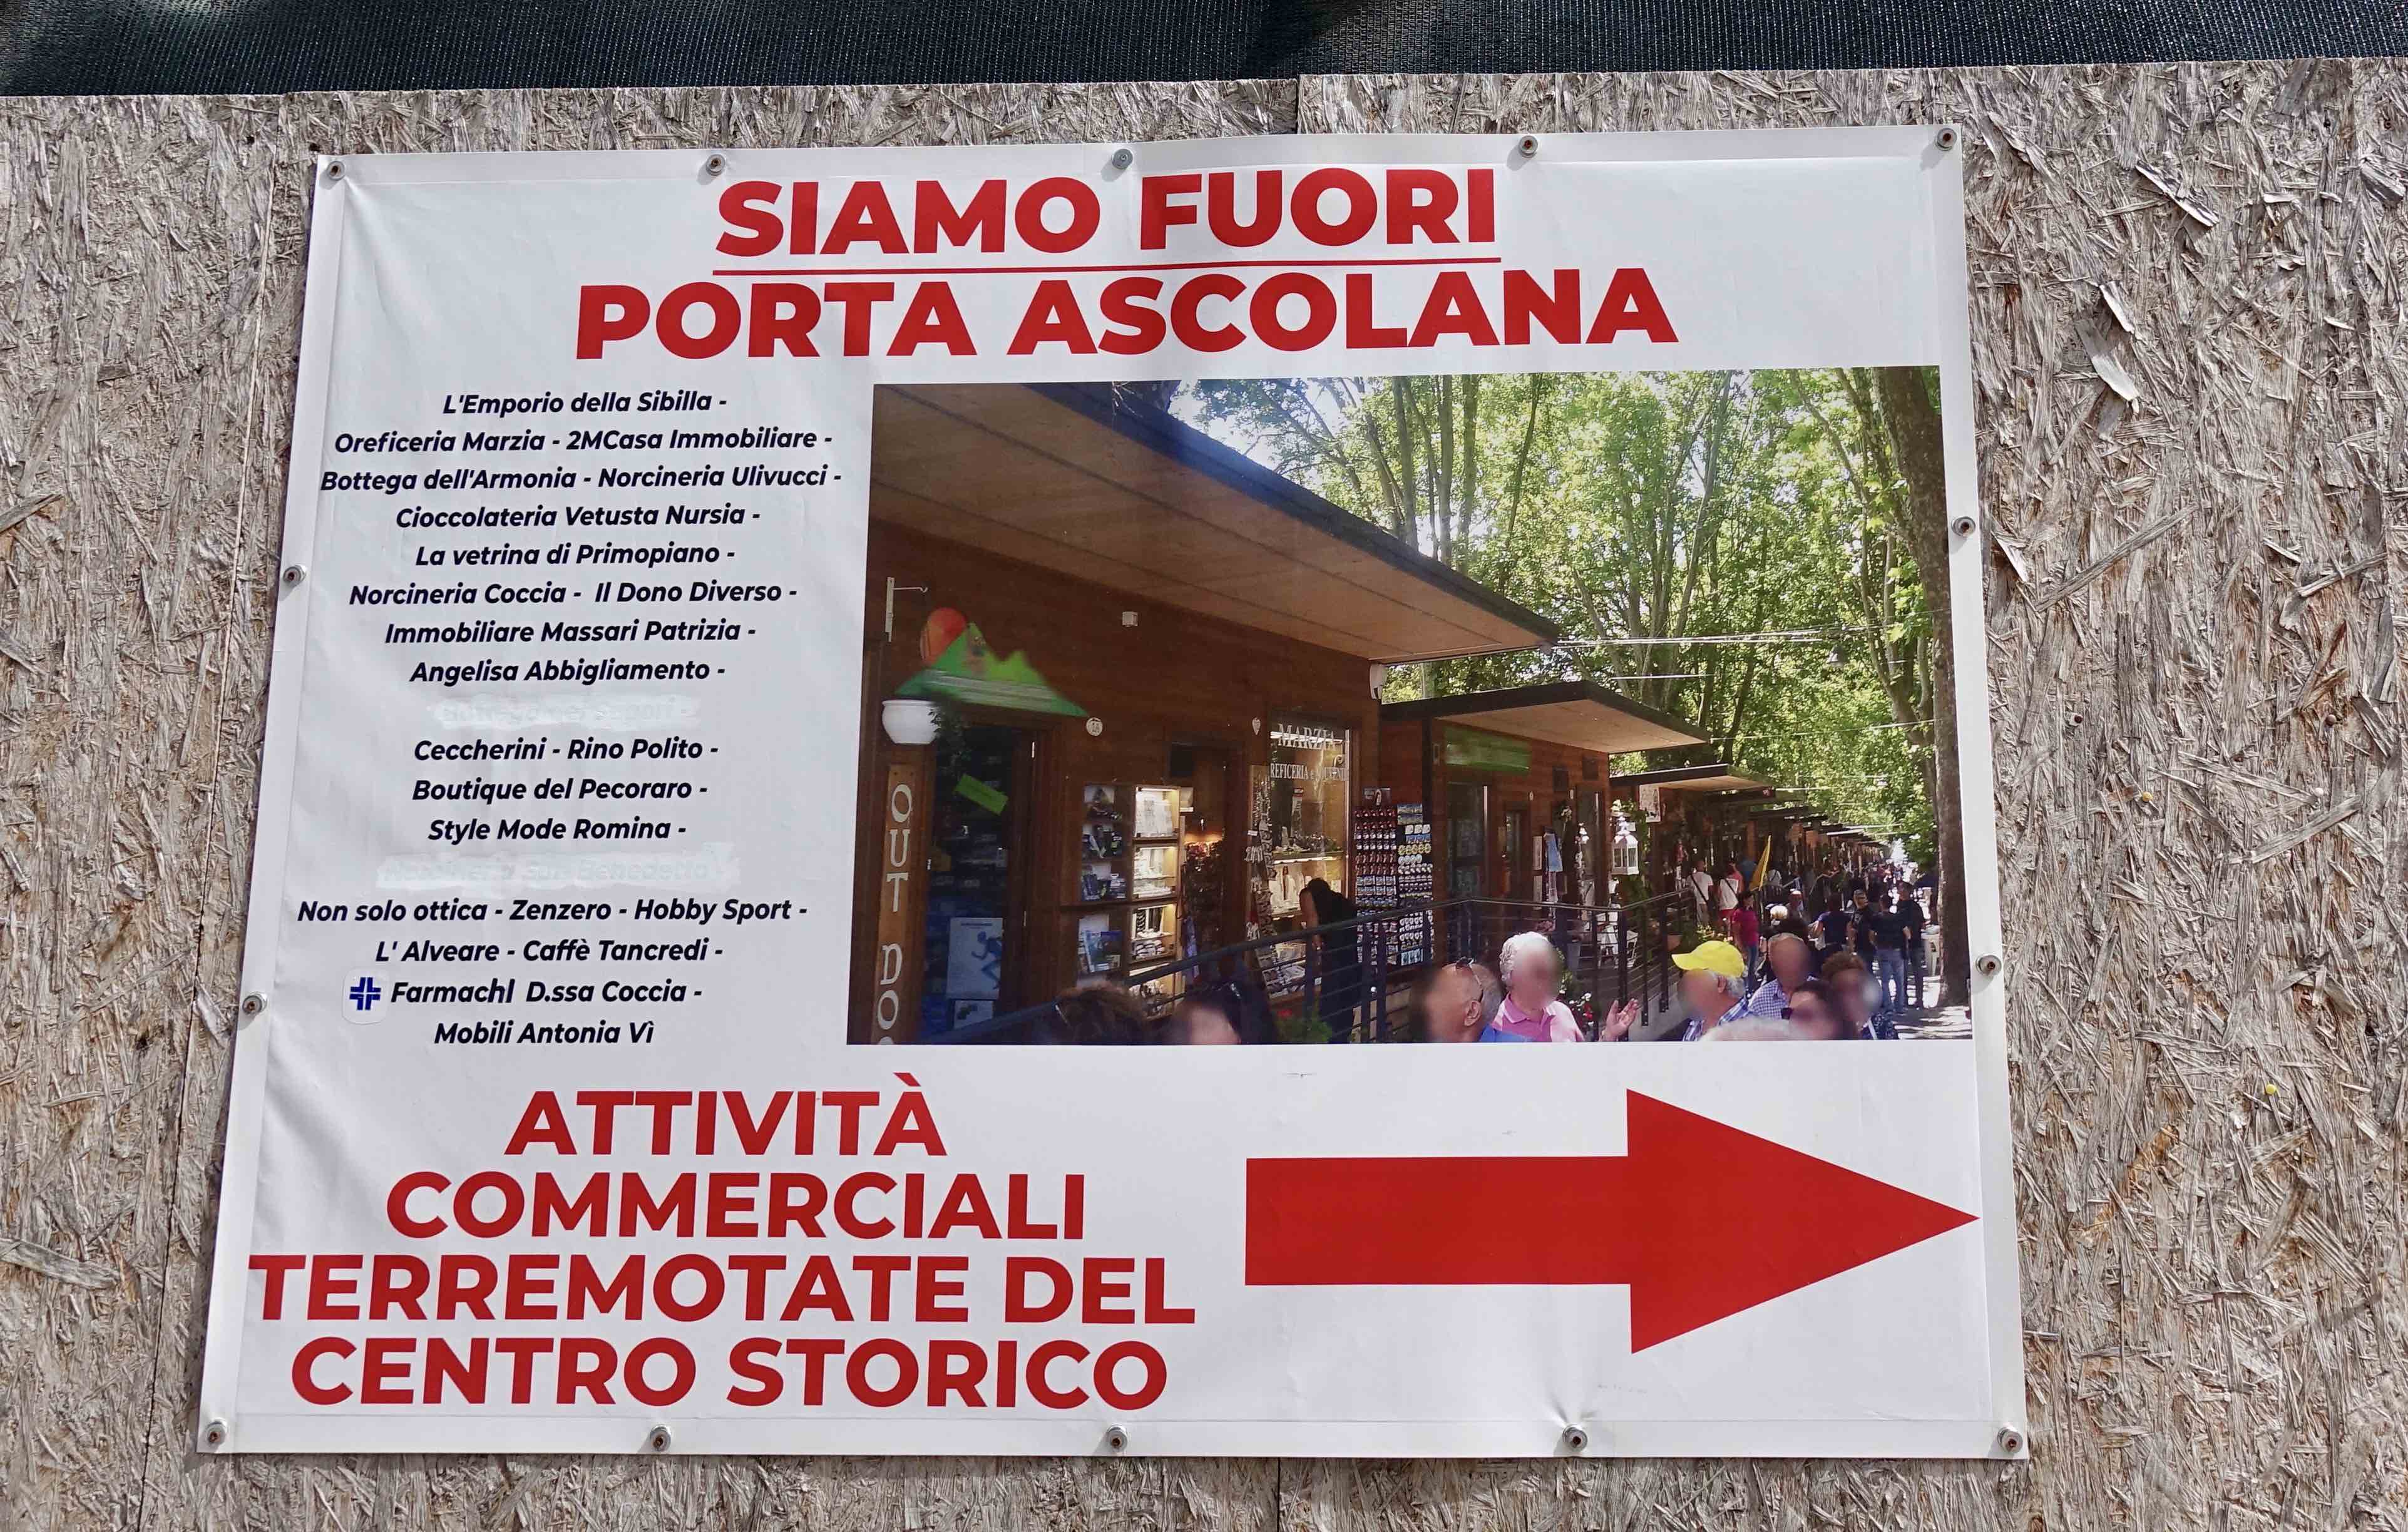 SIAMO FUORI
PORTA ASCOLANA
L'Emporio della Sibilla -
Oreficeria Marzia - 2MCasa Immobiliare -
Bottega dell'Armonia - Norcineria Ulivucci -
Cioccolateria Vetusta Nursia -
La vetrina di Primopiano -
Norcineria Coccia - Il Dono Diverso -
Immobiliare Massari Patrizia -
Angelisa Abbigliamento -
Ceccherini - Rino Polito -
Boutique del Pecoraro -
Style Mode Romina -
Non solo ottica - Zenzero - Hobby Sport -
L' Alveare - Caffè Tancredi -
Farmachl D.ssa Coccia -
Mobili Antonia Vì
OUT DO
MARZIA
ATTIVITÀ
COMMERCIALI
TERREMOTATE DEL
CENTRO STORICO